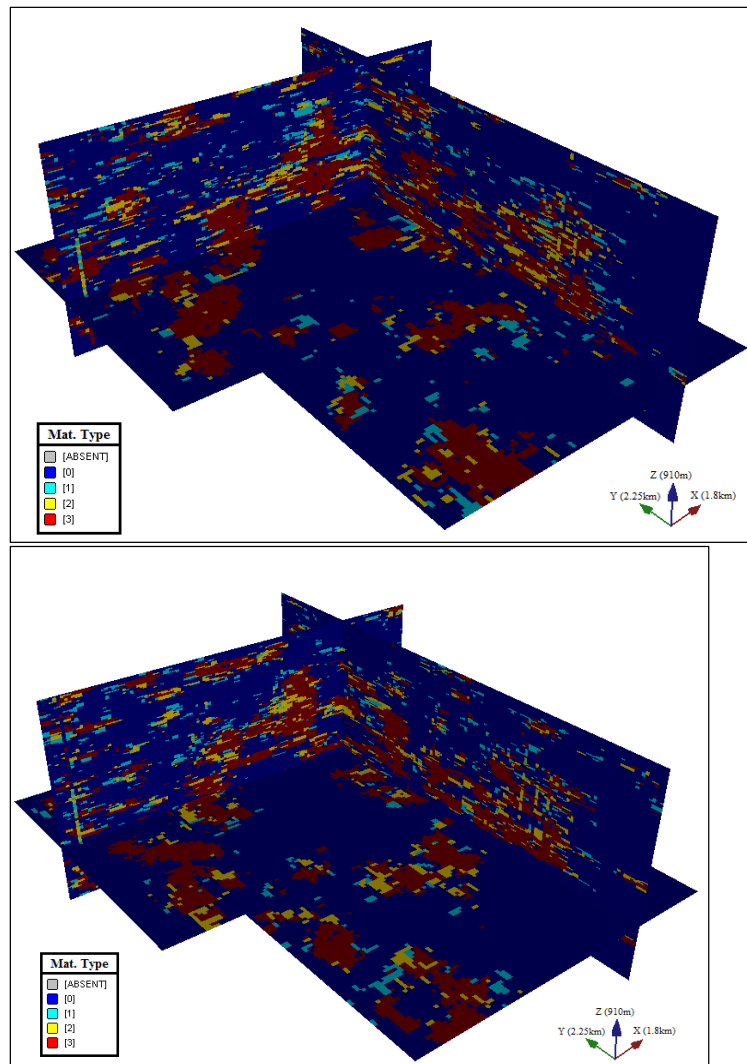 Mat. Type
[ABSENT]
[0]
[1]
[2]
[3]
Z (910m)
Y (2.25km) X (1.8km)
Mat. Type
[ABSENT]
[0]
[1]
[2]
[3]
Z (910m)
Y (2.25km) X (1.8km)